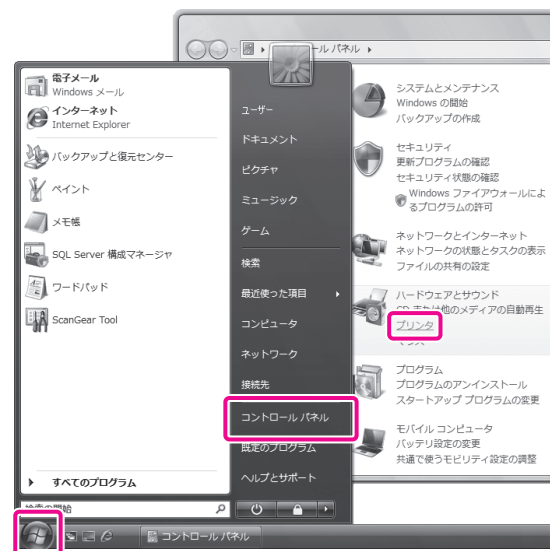 ール パネル
電子メール
Windows メール
インターネット
Internet Explorer
バックアップと復元センター
ペイント
メモ帳
SQL Server 構成マネージャ
ワードパッド
ScanGear Tool
すべてのプログラム
検索の開始
ユーザー
ドキュメント
ピクチャ
ミュージック
ゲーム
検索
最近使った項目
コンピュータ
ネットワーク
接続先
コントロール パネル
既定のプログラム
ヘルプとサポート
システムとメンテナンス
Windows の開始
バックアップの作成
セキュリティ
更新プログラムの確認
セキュリティ状態の確認
Windows ファイアウォールによ
るプログラムの許可
ネットワークとインターネット
ネットワークの状態とタスクの表示
ファイルの共有の設定
ハードウェアとサウンド
CD または他のメディアの自動再生
プリンタ
マウス
プログラム
プログラムのアンインストール
スタートアップ プログラムの変更
モバイル コンピュータ
バッテリ設定の変更
共通で使うモビリティ設定の調整
コントロール パネル